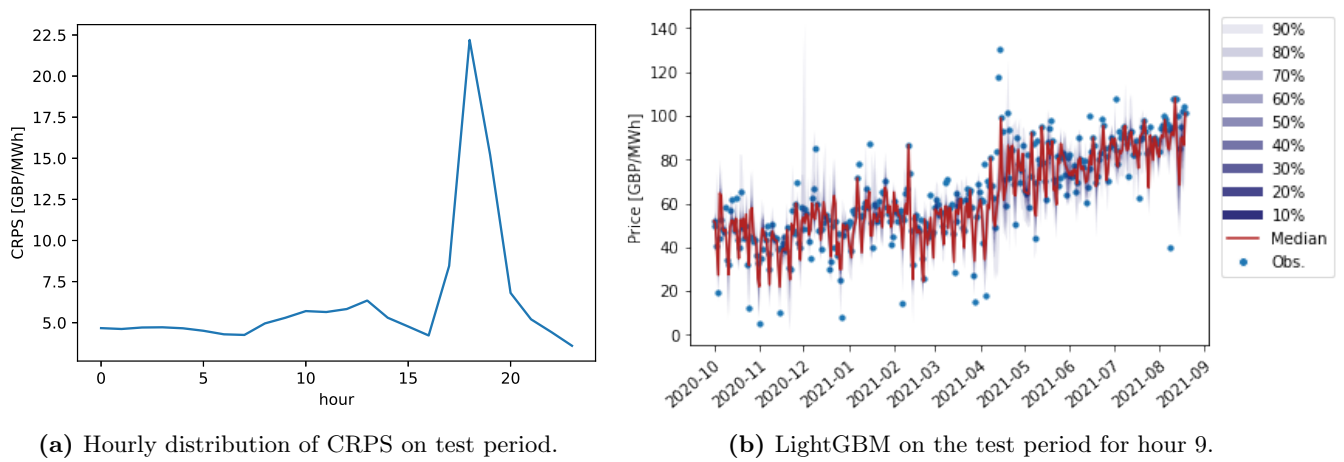 CRPS [GBP/MWh]
22.5
20.0
17.5
15.0
12.5
10.0
7.5
5.0
0 5 10 15 20
hour
(a) Hourly distribution of CRPS on test period.
Price [GBP/MWh]
140
120
100
80
60
40
20
0
2020-10 2020-11 2020-12 2021-01 2021-02 2021-03 2021-04 2021-05 2021-06 2021-07 2021-08 2021-09
90%
80%
70%
60%
50%
40%
30%
20%
10%
Median
Obs.
(b) LightGBM on the test period for hour 9.